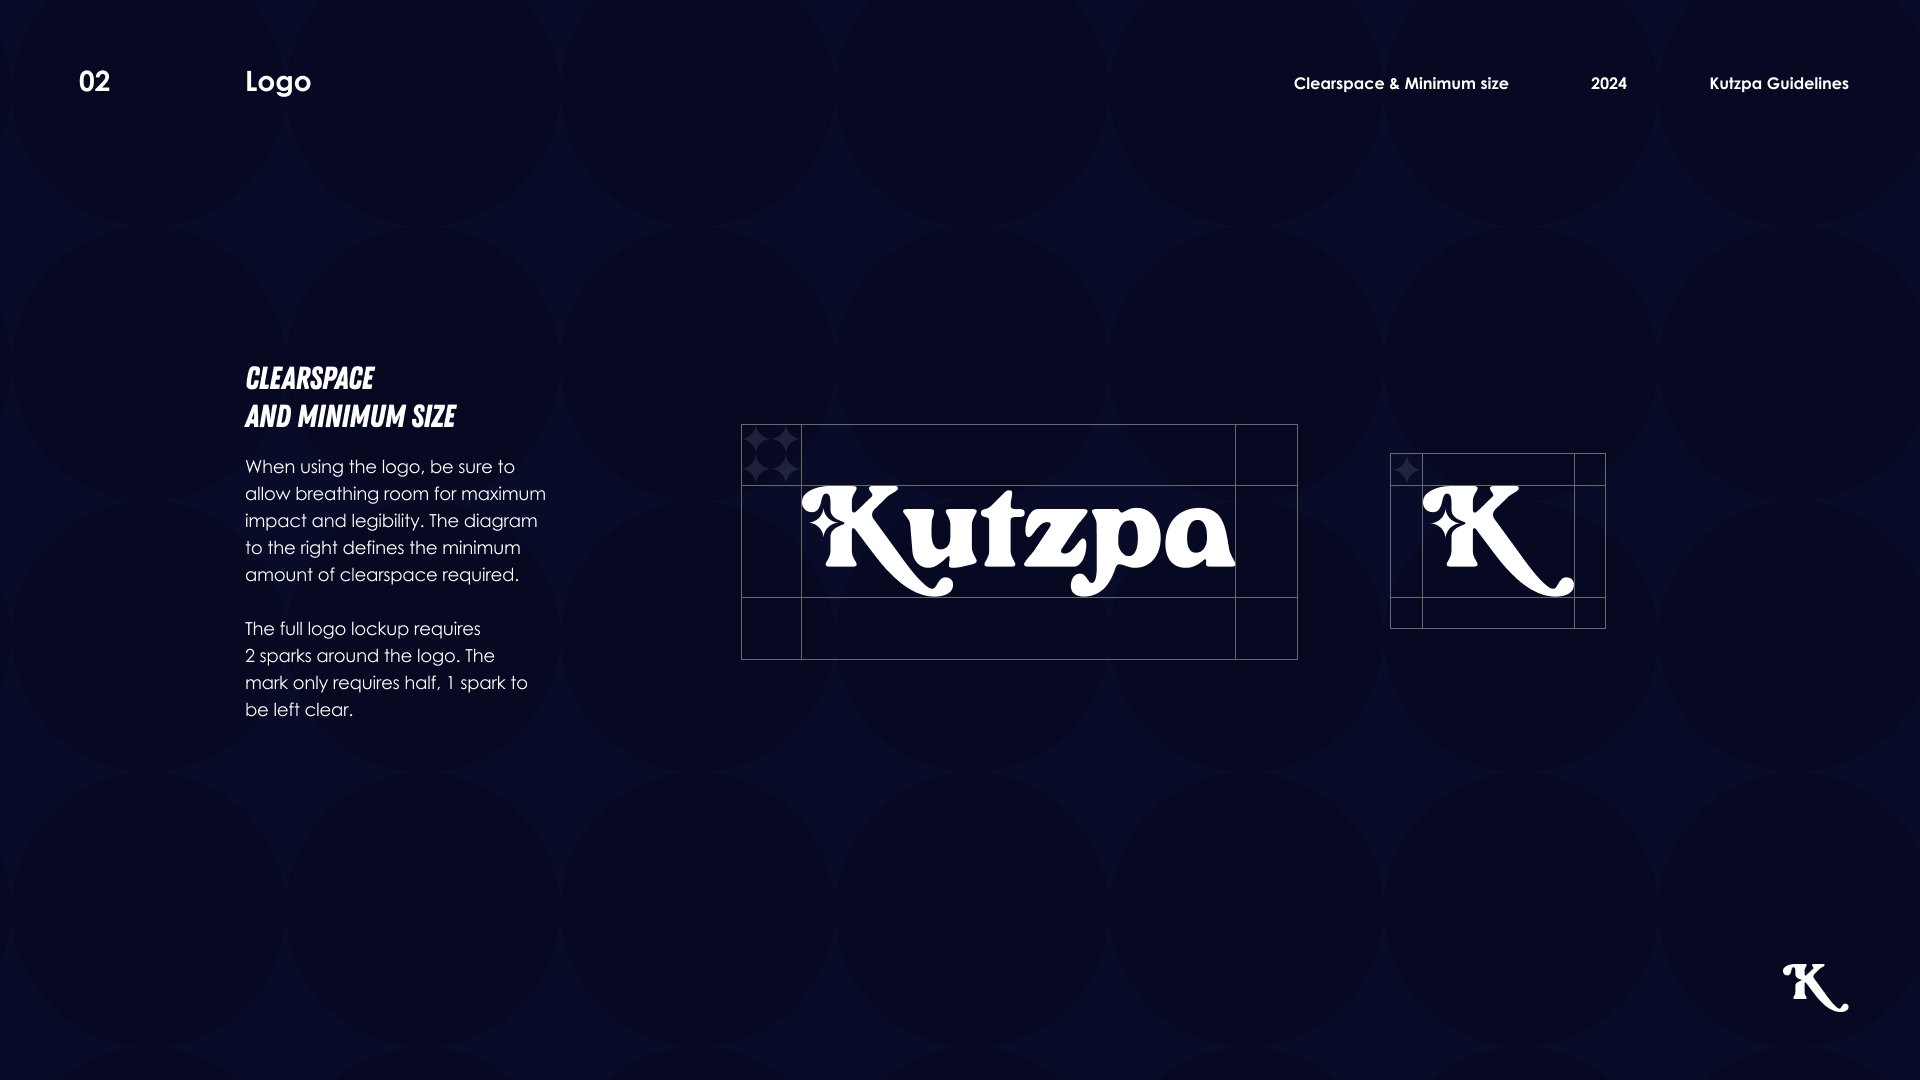 02
Logo
Clearspace & Minimum size
2024
Kutzpa Guidelines
CLEARSPACE
AND MINIMUM SIZE
When using the logo, be sure to
allow breathing room for maximum
impact and legibility. The diagram
to the right defines the minimum
amount of clearspace required.
The full logo lockup requires
2 sparks around the logo. The
mark only requires half, 1 spark to
be left clear.
Kutzpa
K
K